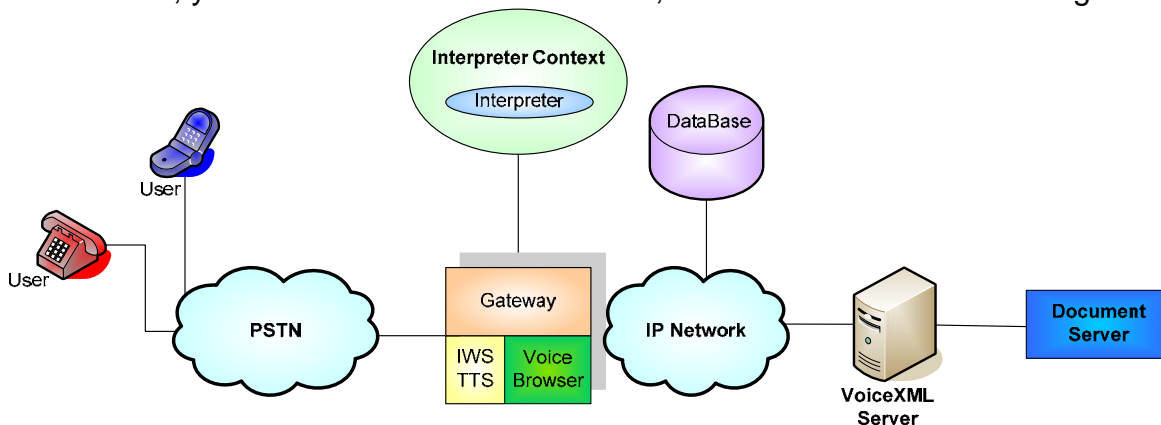 Interpreter Context
Interpreter
DataBase
User
User
PSTN
Gateway
IWS
TTS
Voice
Browser
IP Network
VoiceXML
Server
Document
Server